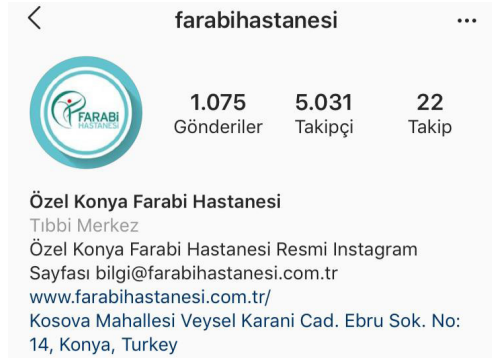 farabihastanesi
FARABİ
HASTANESİ
1.075
5.031
22
Gönderiler
Takipçi
Takip
Özel Konya Farabi Hastanesi
Tıbbi Merkez
Özel Konya Farabi Hastanesi Resmi Instagram
Sayfası bilgi@farabihastanesi.com.tr
www.farabihastanesi.com.tr/
Kosova Mahallesi Veysel Karani Cad. Ebru Sok. No:
14, Konya, Turkey